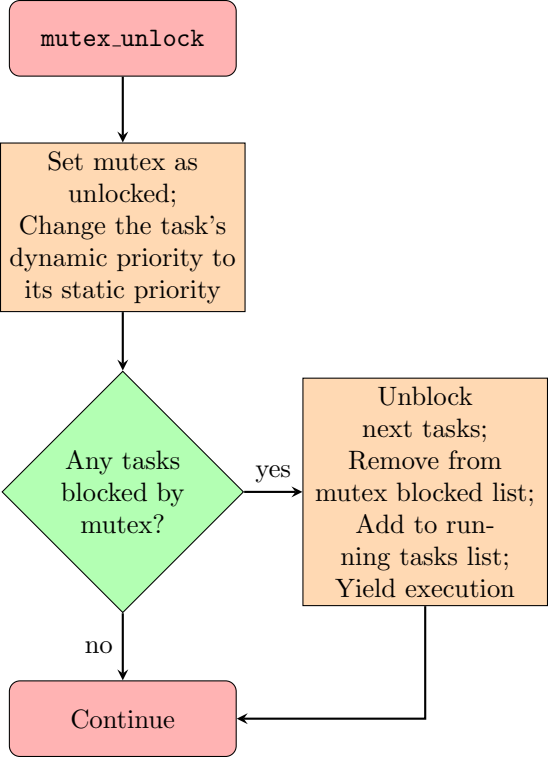 mutex_unlock
Set mutex as
unlocked;
Change the task's
dynamic priority to
its static priority
Any tasks
blocked by
mutex?
yes
Unblock
next tasks;
Remove from
mutex blocked list;
Add to run-
ning tasks list;
Yield execution
no
Continue